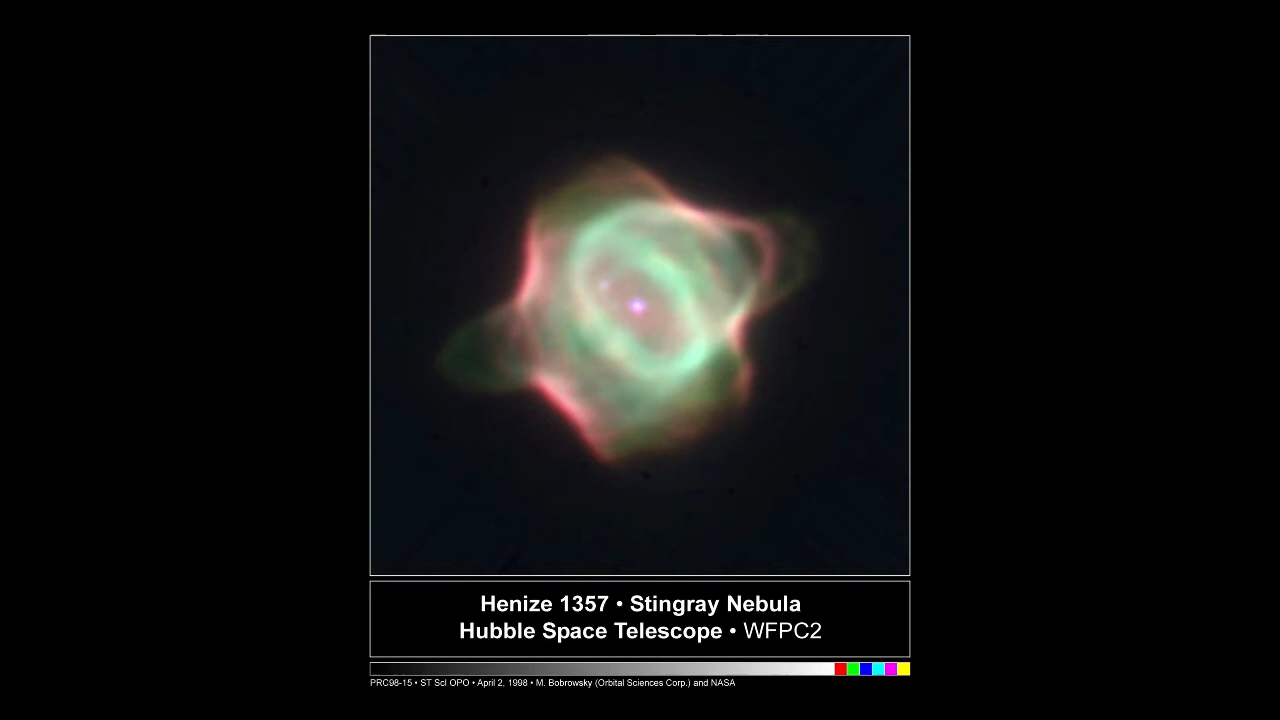 Henize 1357 • Stingray Nebula
Hubble Space Telescope • WFPC2
PRC98-15 • ST ScI OPO • April 2, 1998 • M. Bobrowsky (Orbital Sciences Corp.) and NASA